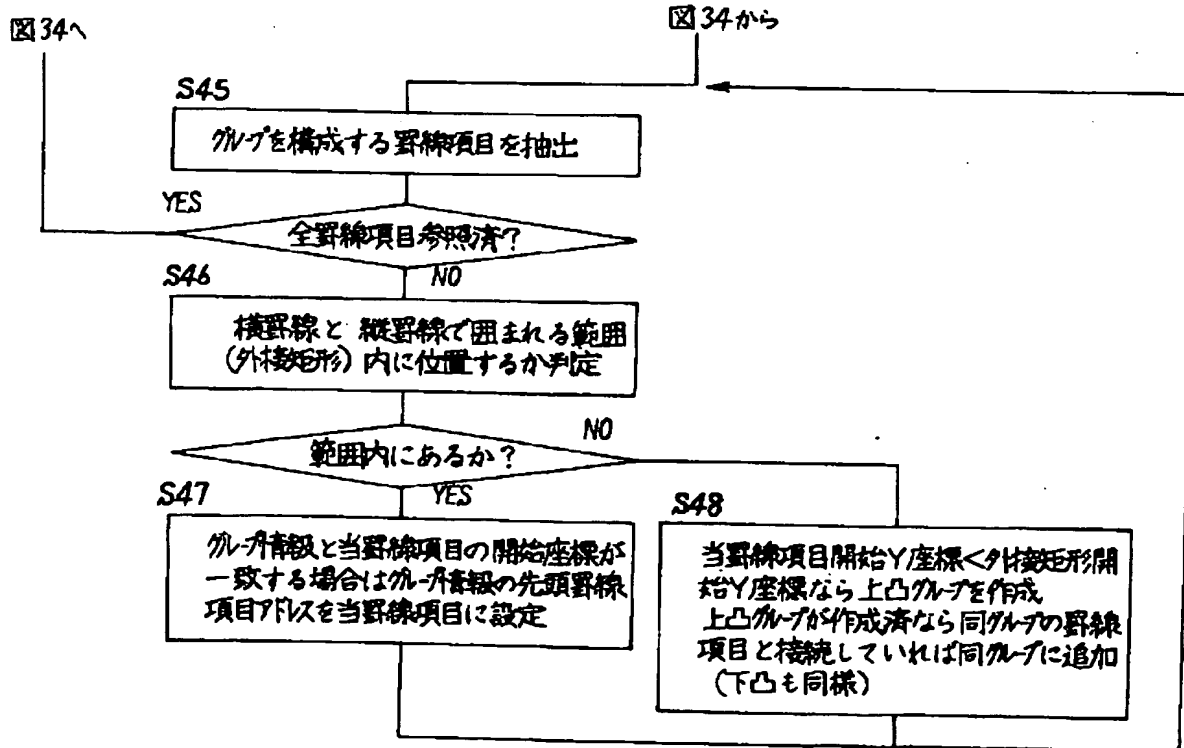 図34へ
図34から
S45
グループを構成する罫線項目を抽出
YES
全罫線項目参照済?
S46
NO
横罫線と縦罫線で囲まれる範囲
(外接矩形)内に位置するか判定
NO
範囲内にあるか?
S47
YES
S48
グループ情報と当罫線項目の開始座標が
一致する場合はグループ情報の先頭罫線
項目アドレスを当罫線項目に設定
当罫線項目開始Y座標<外接矩形開
始Y座標なら上凸グループを作成
上凸グループが作成済なら同グループの罫線
項目と接続していれば同グループに追加
(下凸も同様)